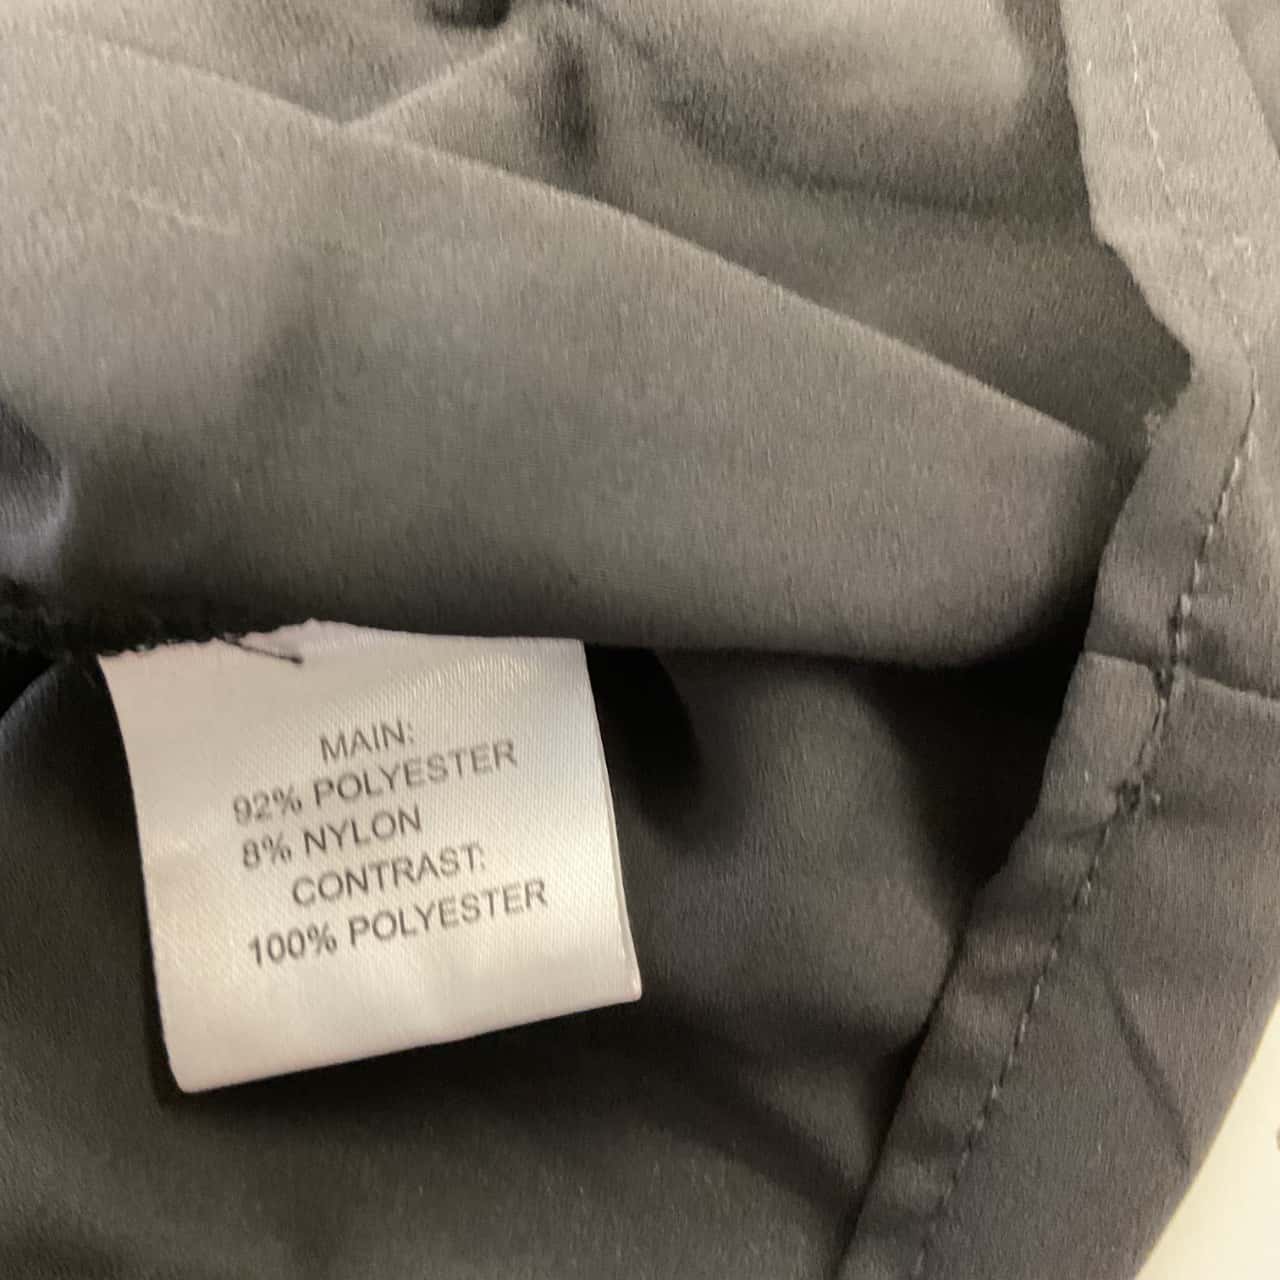 MAIN:
92% POLYESTER
8% NYLON
CONTRAST:
100% POLYESTER